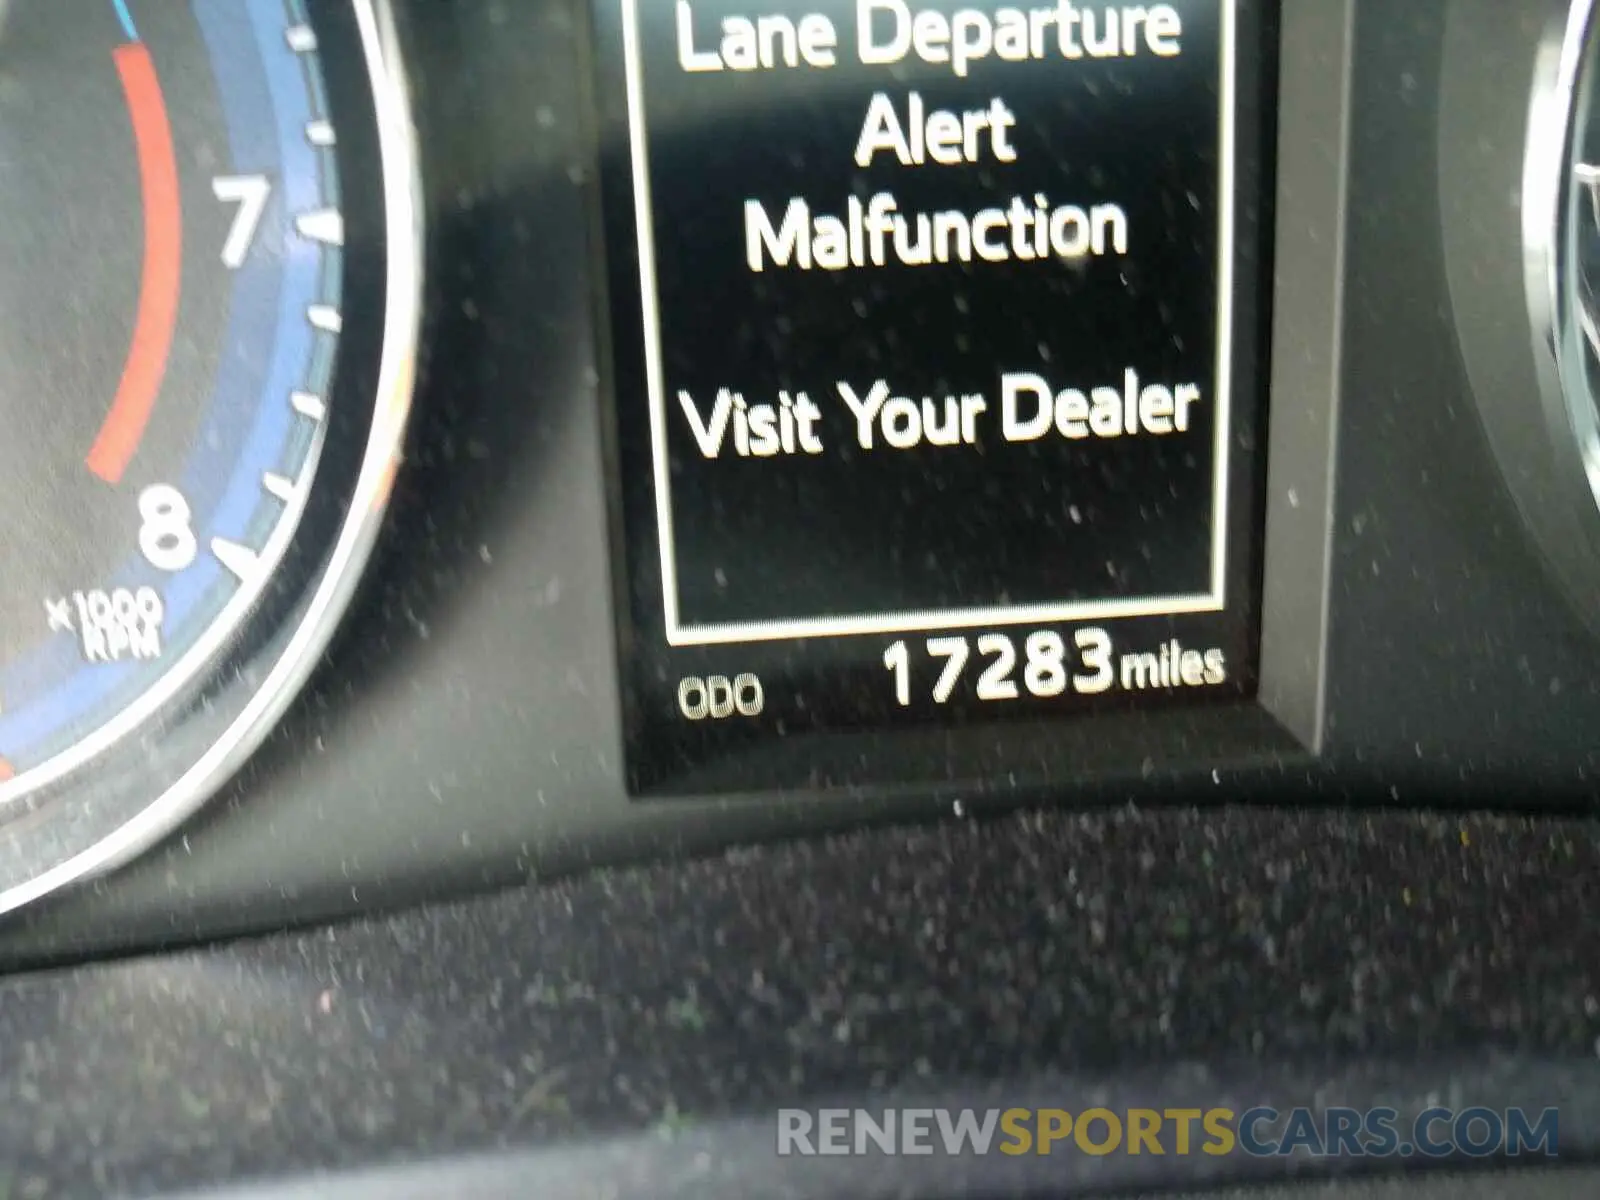 Lane Departure
Alert
Malfunction
Visit Your Dealer
ODO 17283 miles
7
8
x1000
RPM
RENEWSPORTSCARS.COM